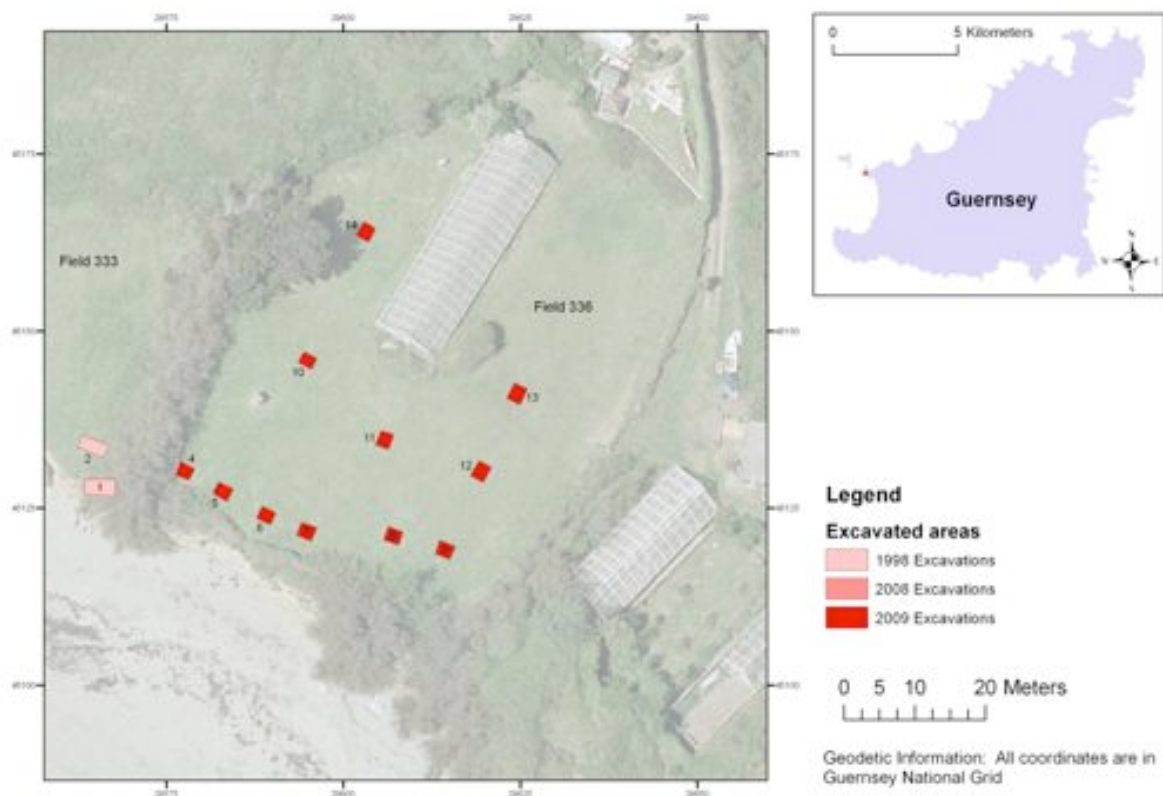 0 5 Kilometers
Guernsey
N
E
S
Field 333
Field 336
14
10
11
12
13
4
5
6
2
1
Legend
Excavated areas
1998 Excavations
2008 Excavations
2009 Excavations
0 5 10 20 Meters
Geodetic Information: All coordinates are in
Guernsey National Grid